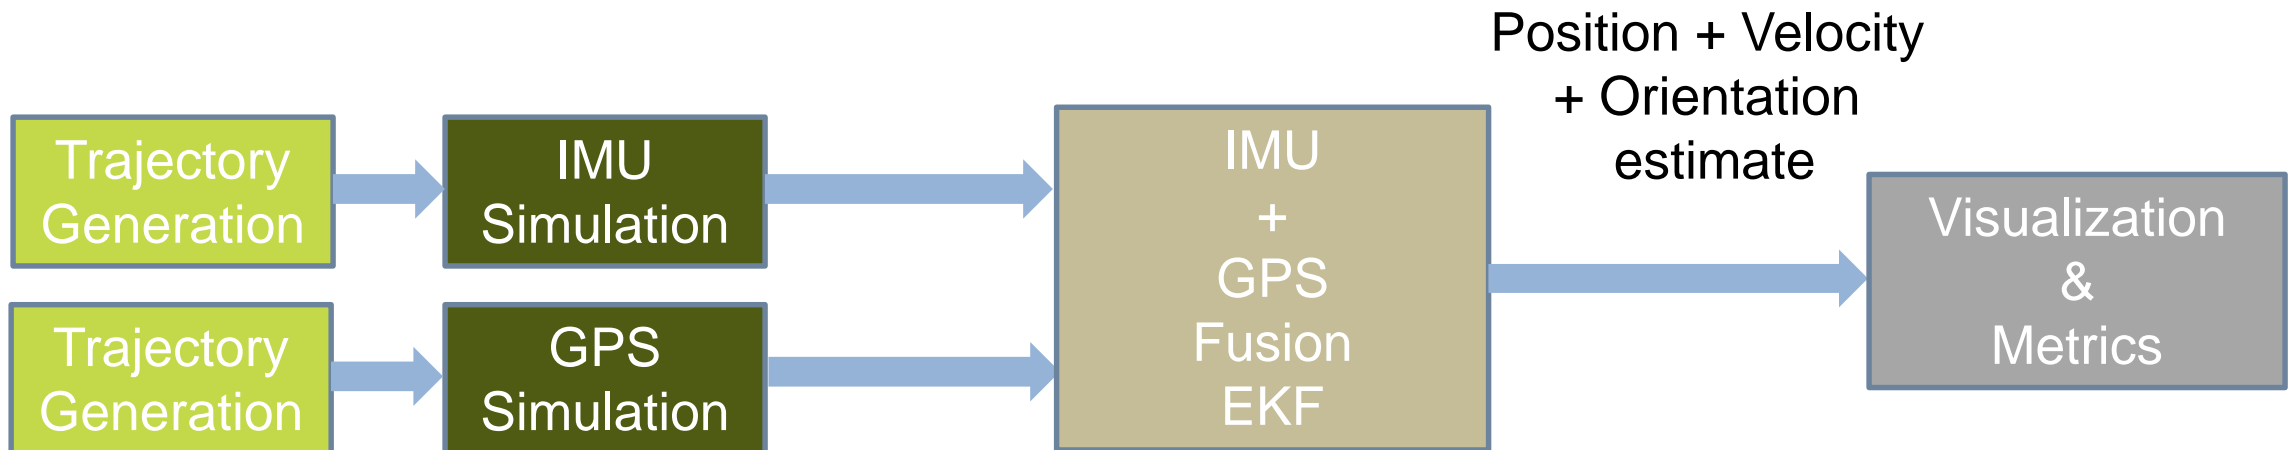 Trajectory
Generation
IMU
Simulation
Trajectory
Generation
GPS
Simulation
IMU
+
GPS
Fusion
EKF
Position + Velocity
+ Orientation
estimate
Visualization
&
Metrics